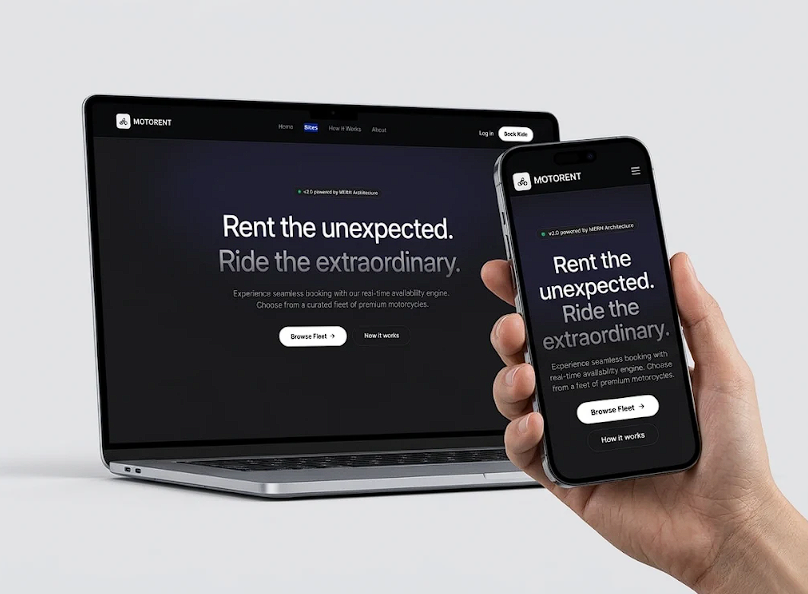 MOTORENT
Home Bites How it Works About
Log in Book Ride
v2.0 powered by MERN Architecture
Rent the unexpected.
Ride the extraordinary.
Experience seamless booking with our real-time availability engine.
Choose from a curated fleet of premium motorcycles.
Browse Fleet →
How it works
MOTORENT
v2.0 powered by MERN Architecture
Rent the
unexpected.
Ride the
extraordinary.
Experience seamless booking with
real-time availability engine. Choose
from a feet of premium motorcycles.
Browse Fleet →
How it works